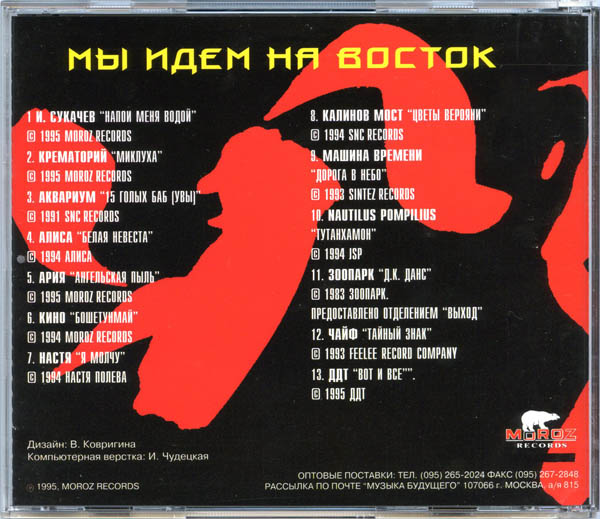 МЫ ИДЕМ НА ВОСТОК
1 И. СУКАЧЕВ "НАПОИ МЕНЯ ВОДОЙ"
© 1995 MOROZ RECORDS
2. КРЕМАТОРИЙ "МИКЛУХА"
© 1995 MOROZ RECORDS
3. АКВАРИУМ "15 ГОЛЫХ БАБ (УВЫ)"
© 1991 SNC RECORDS
4. АЛИСА "БЕЛАЯ НЕВЕСТА"
© 1994 АЛИСА
5. АРИЯ "АНГЕЛЬСКАЯ ПЫЛЬ"
© 1995 MOROZ RECORDS
6. КИНО "БОШЕТУНМАЙ"
© 1994 MOROZ RECORDS
7. НАСТЯ "Я МОЛЧУ"
© 1994 НАСТЯ ПОЛЕВА
8. КАЛИНОВ МОСТ "ЦВЕТЫ ВЕРОЯНИ"
© 1994 SNC RECORDS
9. МАШИНА ВРЕМЕНИ
"ДОРОГА В НЕБО"
© 1993 SINTEZ RECORDS
10. NAUTILUS POMPILIUS
"ТУТАНХАМОН"
© 1994 JSP
11. ЗООПАРК "Д.К. ДАНС"
© 1983 ЗООПАРК.
ПРЕДОСТАВЛЕНО ОТДЕЛЕНИЕМ "ВЫХОД"
12. ЧАЙФ "ТАЙНЫЙ ЗНАК"
© 1993 FEELEE RECORD COMPANY
13. ДДТ "ВОТ И ВСЕ"".
© 1995 ДДТ
MOROZ
RECORDS
Дизайн: В. Ковригина
Компьютерная верстка: И. Чудецкая
ОПТОВЫЕ ПОСТАВКИ: ТЕЛ. (095) 265-2024 ФАКС (095) 267-2848
РАССЫЛКА ПО ПОЧТЕ "МУЗЫКА БУДУЩЕГО" 107066 г. МОСКВА, а/я 815
℗ 1995, MOROZ RECORDS